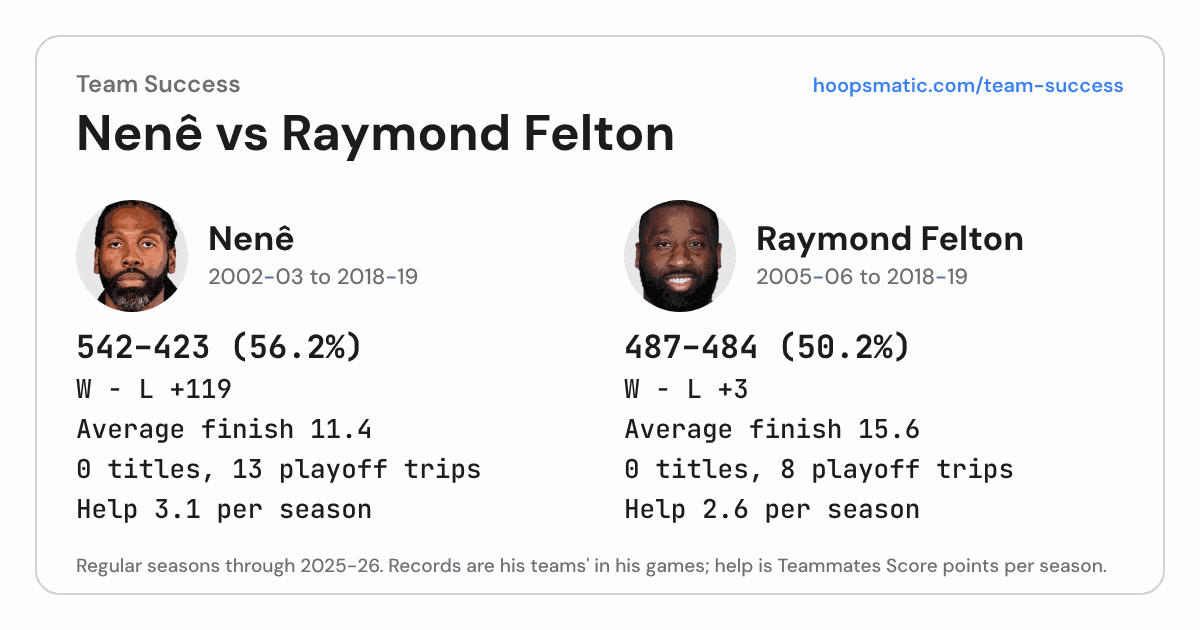 Team Success
hoopsmatic.com/team-success
Nenê vs Raymond Felton
Nenê
2002-03 to 2018-19
542-423 (56.2%)
W - L +119
Average finish 11.4
0 titles, 13 playoff trips
Help 3.1 per season
Raymond Felton
2005-06 to 2018-19
487-484 (50.2%)
W - L +3
Average finish 15.6
0 titles, 8 playoff trips
Help 2.6 per season
Regular seasons through 2025-26. Records are his teams' in his games; help is Teammates Score points per season.